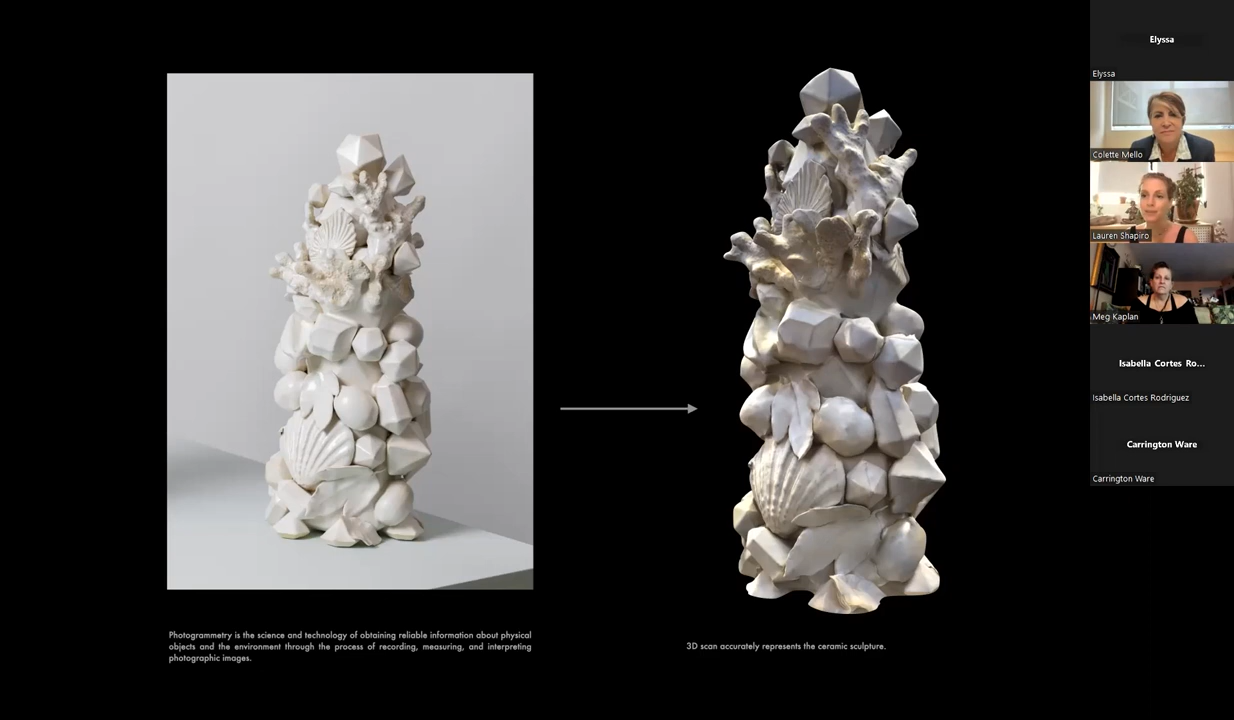 Photogrammetry is the science and technology of obtaining reliable information about physical
objects and the environment through the process of recording, measuring, and interpreting
photographic images.
3D scan accurately represents the ceramic sculpture.
Elyssa
Elyssa
Colette Mello
Lauren Shapiro
Meg Kaplan
Isabella Cortes Ro...
Isabella Cortes Rodriguez
Carrington Ware
Carrington Ware